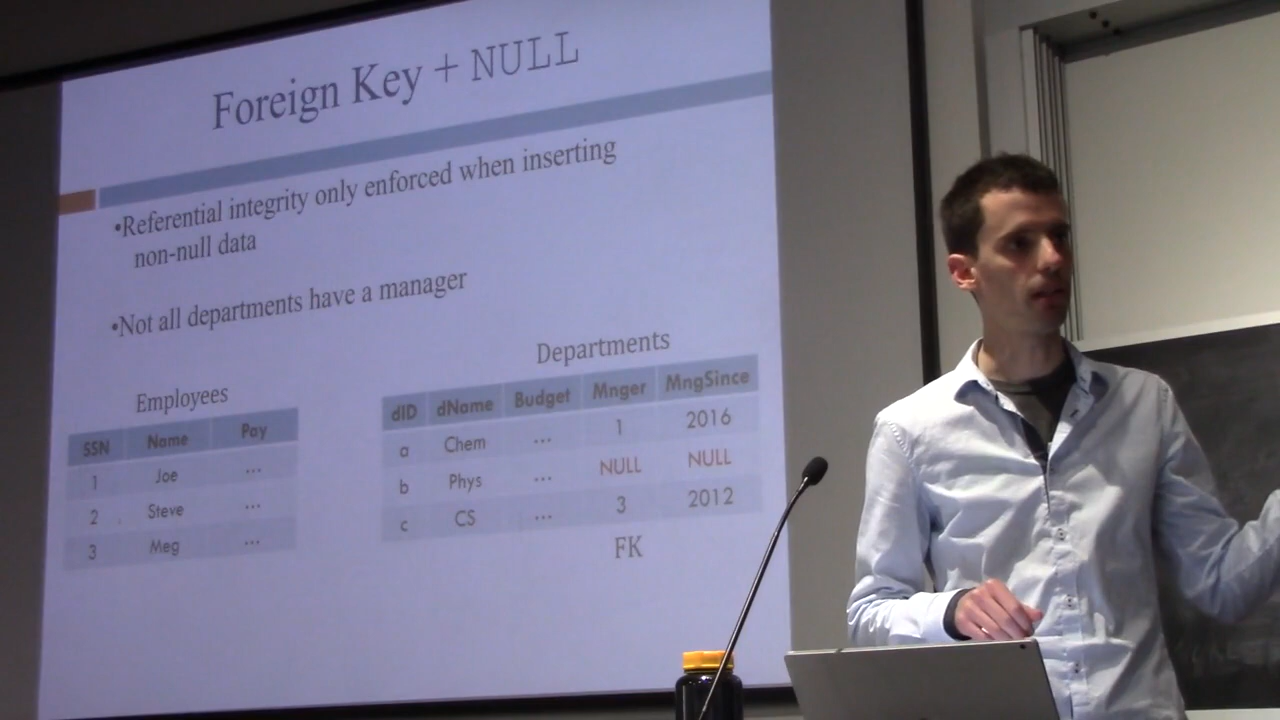 Foreign Key + NULL
•Referential integrity only enforced when inserting
non-null data
•Not all departments have a manager
Employees
SSN Name Pay
1 Joe ...
2 Steve ...
3 Meg ...
Departments
dID dName Budget Mnger MngSince
a Chem ... 1 2016
b Phys ... NULL NULL
c CS ... 3 2012
FK